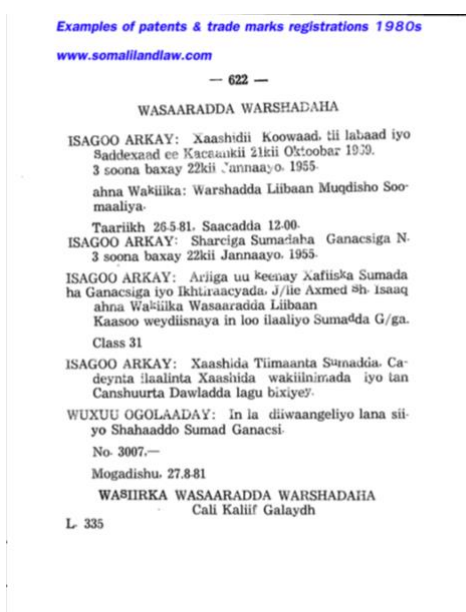 Examples of patents & trade marks registrations 1980s
www.somalilandlaw.com
— 622 —
WASAARADDA WARSHADAHA
ISAGOO ARKAY: Xaashidii Koowaad, tii labaad iyo
Saddexaad ee Kacaankii 21kii Oktoobar 1969.
3 soona baxay 22kii Jannaayo, 1955.
ahna Wakiilka: Warshadda Liibaan Muqdisho Soo-
maaliya.
Taariikh 26-5-81. Saacadda 12.00.
ISAGOO ARKAY: Sharciga Sumadaha Ganacsiga N.
3 soona baxay 22kii Jannaayo. 1955.
ISAGOO ARKAY: Arjiga uu keenay Xafiiska Sumada
ha Ganacsiga iyo Ikhtiraacyada, J/lle Axmed Sh. Isaaq
ahna Wakiilka Wasaaradda Liibaan
Kaasoo weydiisnaya in loo ilaaliyo Sumadda G/ga.
Class 31
ISAGOO ARKAY: Xaashida Tiimaanta Sumadda, Ca-
deynta ilaalinta Xaashida wakiilnimada iyo tan
Canshuurta Dawladda lagu bixiyey.
WUXUU OGOLAADAY: In la diiwaangeliyo lana sii-
yo Shahaaddo Sumad Ganacsi.
No. 3007.—
Mogadishu, 27.8-81
WASIIRKA WASAARADDA WARSHADAHA
Cali Kaliif Galaydh
L. 335